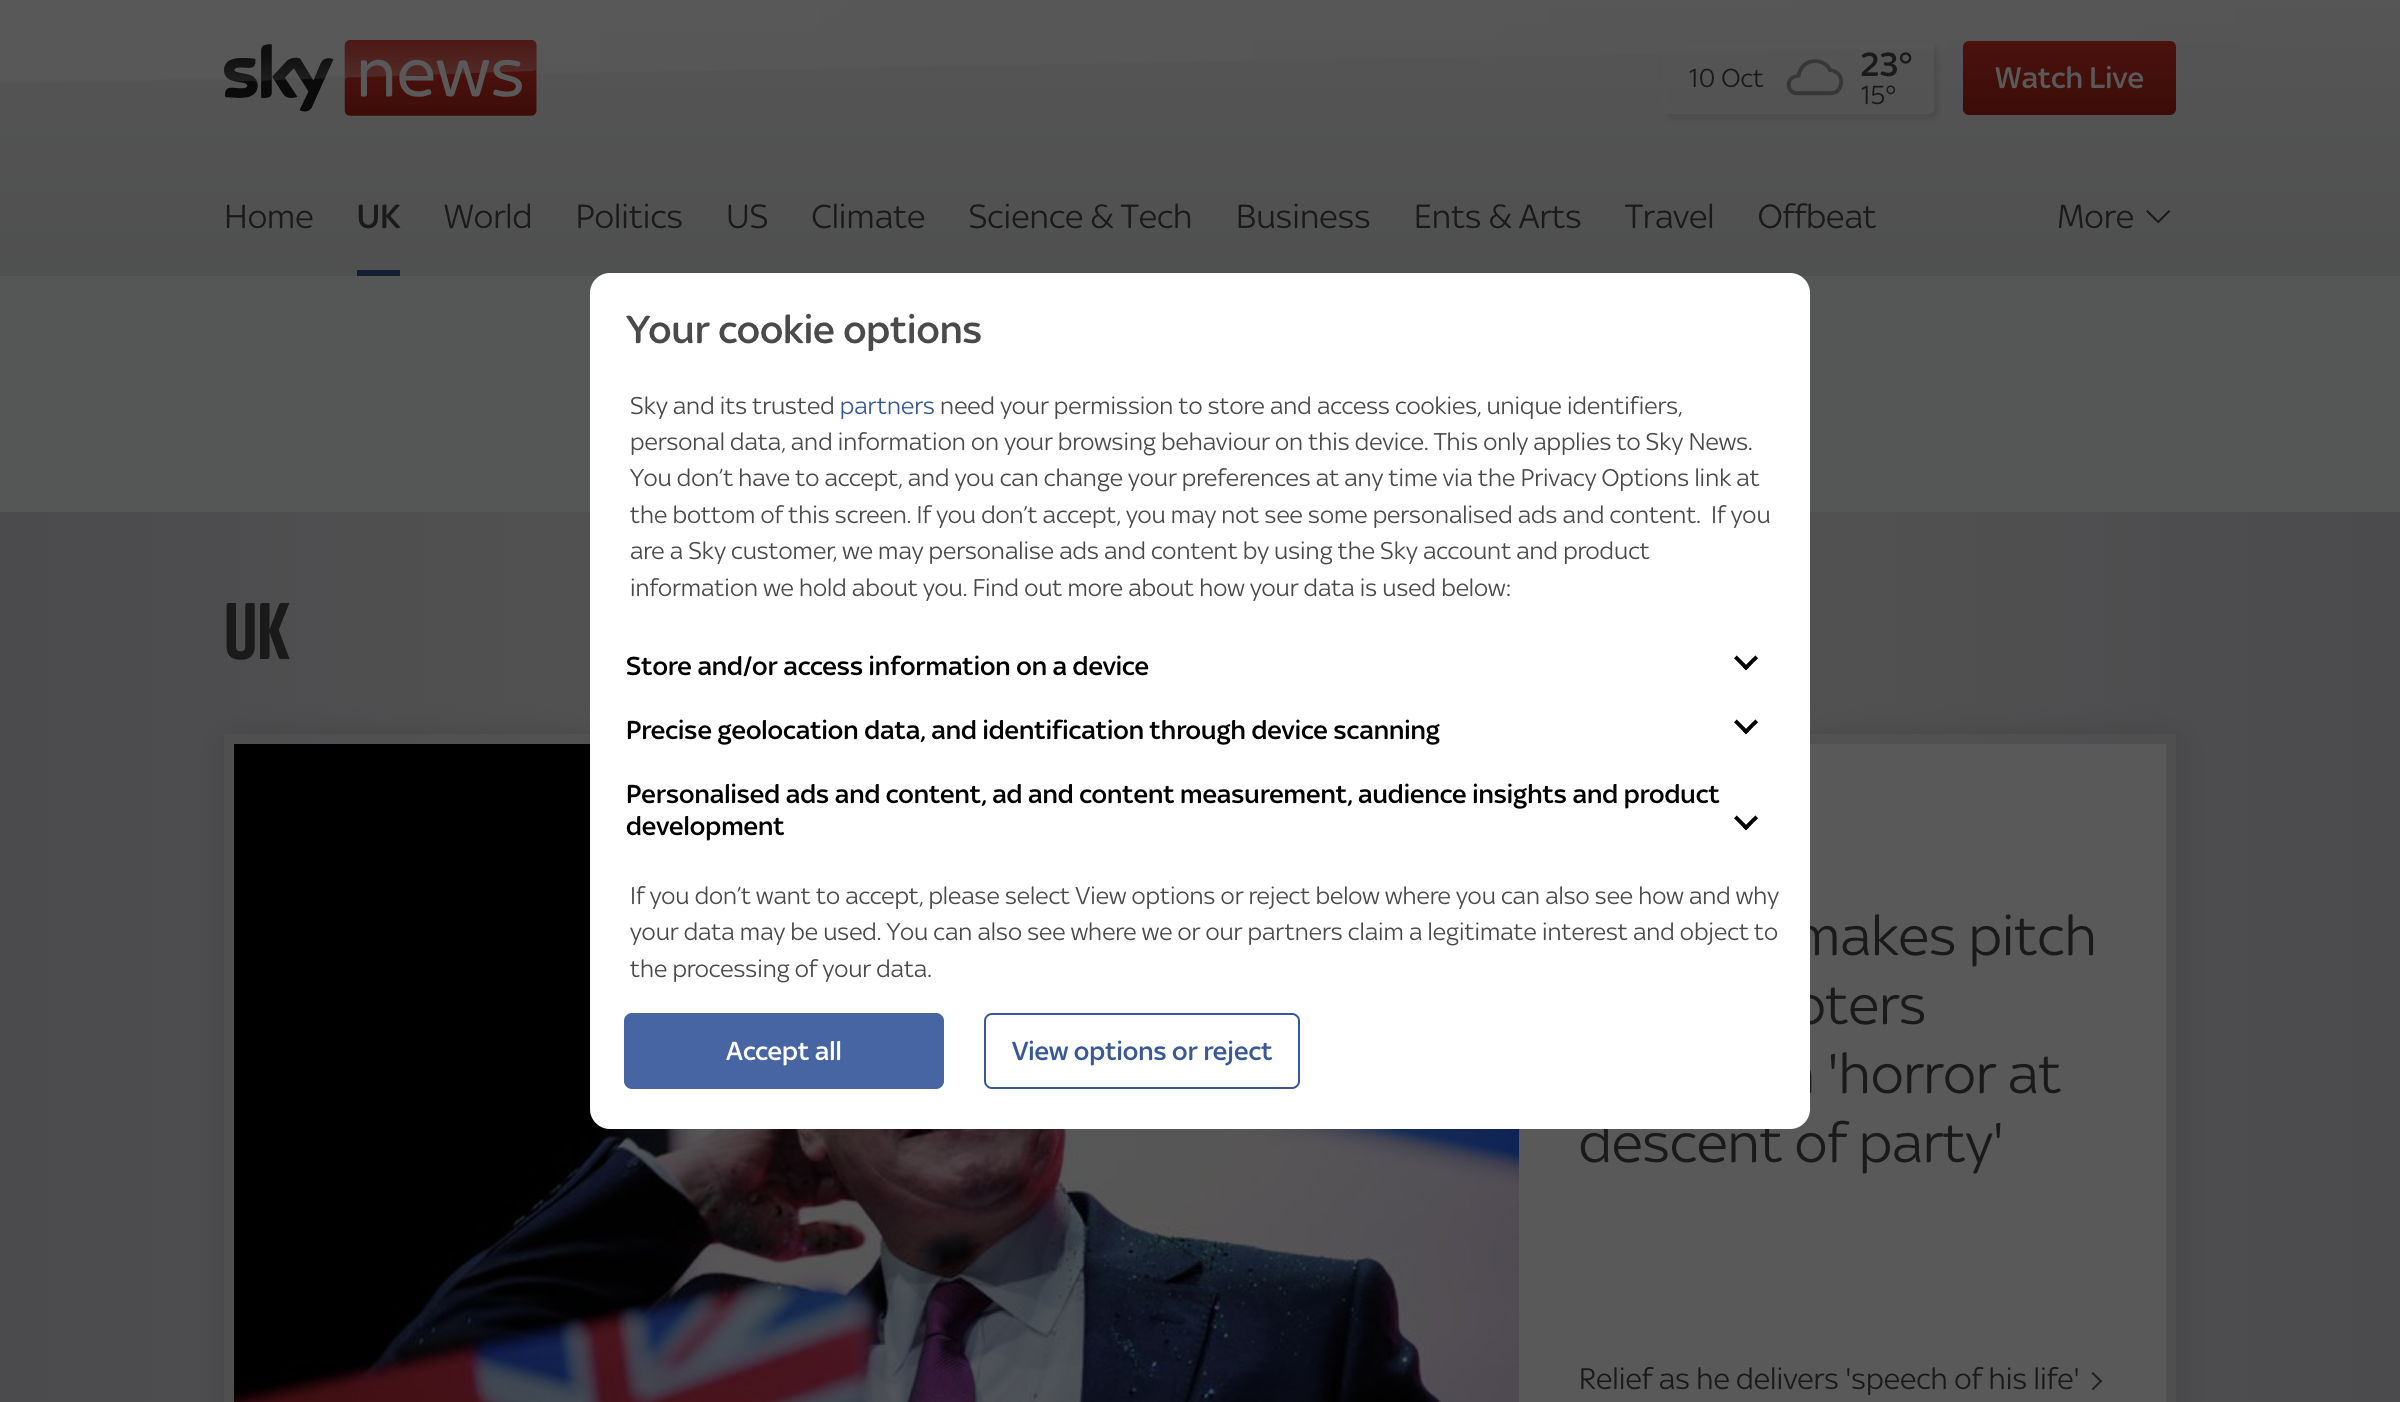 sky news
10 Oct
23°
15°
Watch Live
Home UK World Politics US Climate Science & Tech Business Ents & Arts Travel Offbeat More
Your cookie options
Sky and its trusted partners need your permission to store and access cookies, unique identifiers,
personal data, and information on your browsing behaviour on this device. This only applies to Sky News.
You don’t have to accept, and you can change your preferences at any time via the Privacy Options link at
the bottom of this screen. If you don’t accept, you may not see some personalised ads and content.  If you
are a Sky customer, we may personalise ads and content by using the Sky account and product
information we hold about you. Find out more about how your data is used below:
Store and/or access information on a device
Precise geolocation data, and identification through device scanning
Personalised ads and content, ad and content measurement, audience insights and product
development
If you don’t want to accept, please select View options or reject below where you can also see how and why
your data may be used. You can also see where we or our partners claim a legitimate interest and object to
the processing of your data.
Accept all
View options or reject
UK
makes pitch
'horror at
descent of party'
Relief as he delivers 'speech of his life'